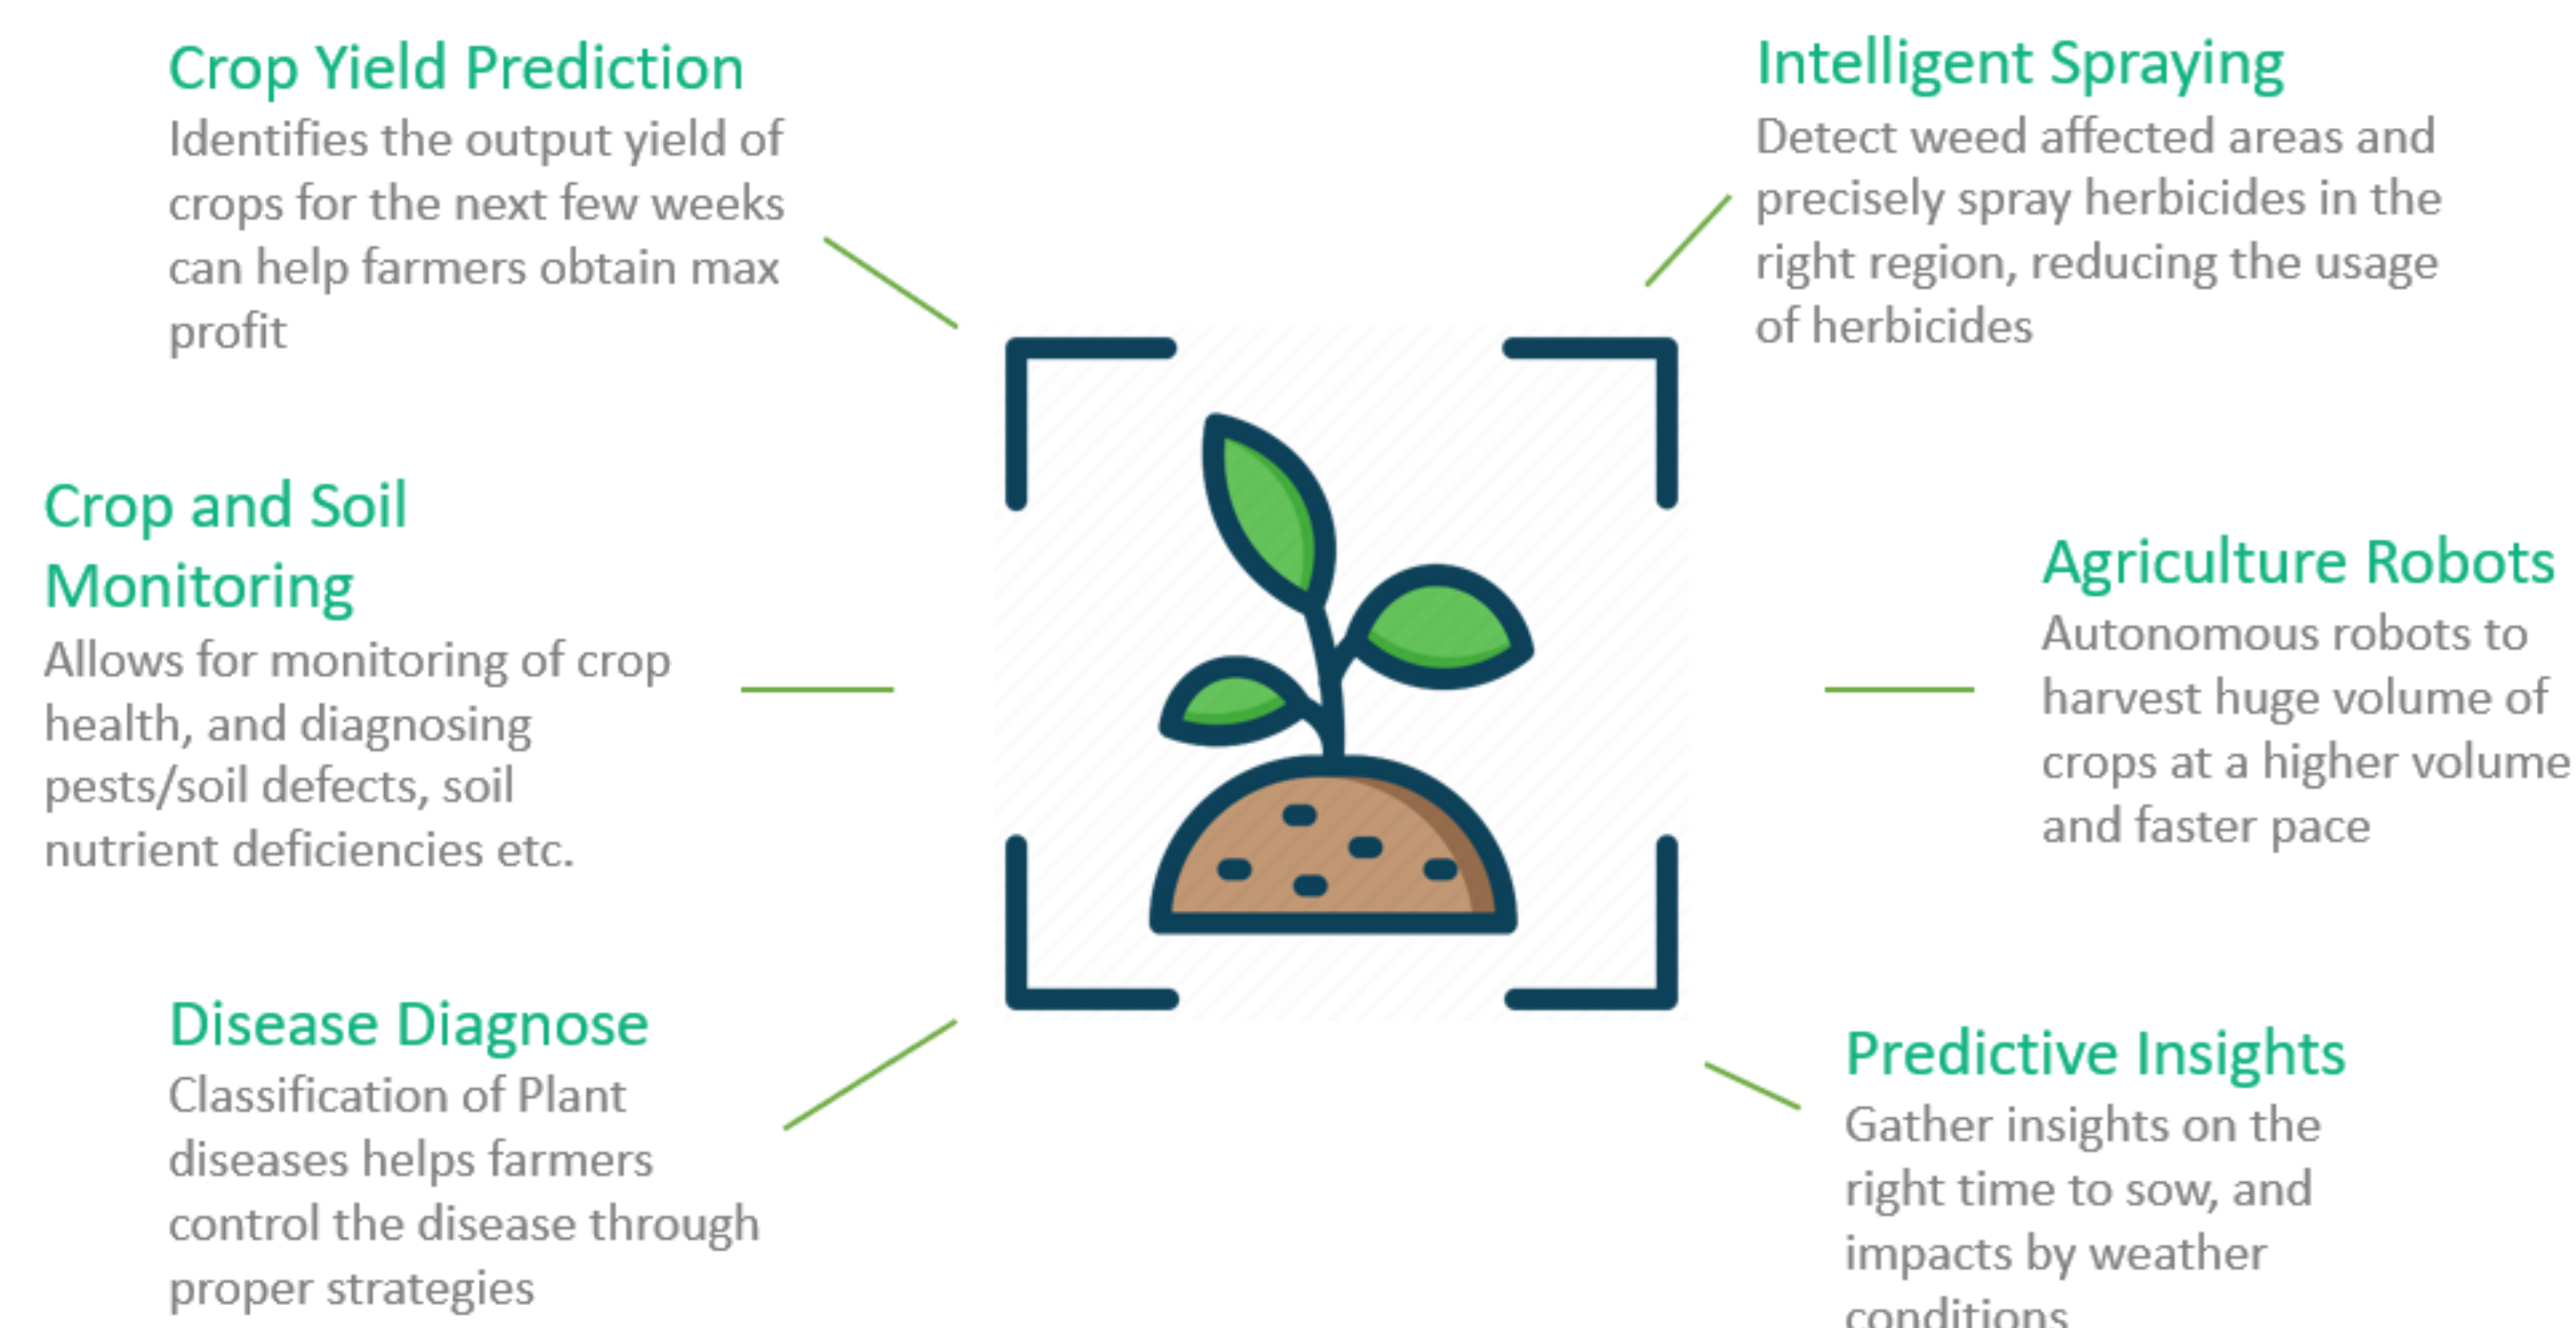 Crop Yield Prediction
Identifies the output yield of
crops for the next few weeks
can help farmers obtain max
profit
Crop and Soil
Monitoring
Allows for monitoring of crop
health, and diagnosing
pests/soil defects, soil
nutrient deficiencies etc.
Disease Diagnose
Classification of Plant
diseases helps farmers
control the disease through
proper strategies
Intelligent Spraying
Detect weed affected areas and
precisely spray herbicides in the
right region, reducing the usage
of herbicides
Agriculture Robots
Autonomous robots to
harvest huge volume of
crops at a higher volume
and faster pace
Predictive Insights
Gather insights on the
right time to sow, and
impacts by weather
conditions